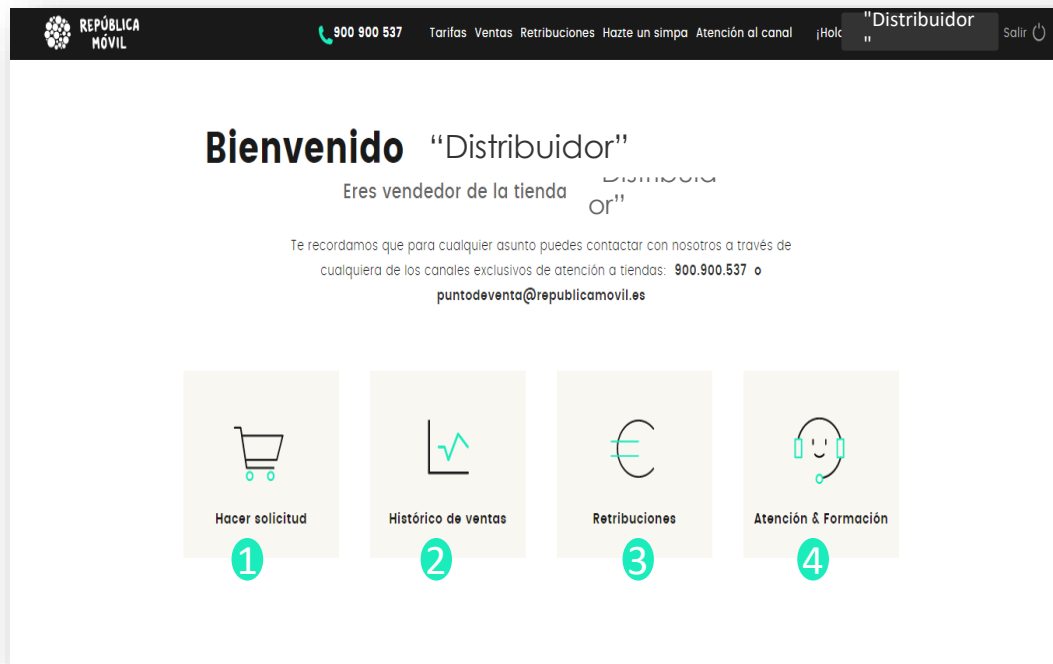 REPÚBLICA
MÓVIL
900 900 537 Tarifas Ventas Retribuciones Hazte un simpa Atención al canal "Distribuidor Salir
"
Bienvenido “Distribuidor”
Eres vendedor de la tienda
or”
Te recordamos que para cualquier asunto puedes contactar con nosotros a través de
cualquiera de los canales exclusivos de atención a tiendas: 900.900.537 o
puntodeventa@republicamovil.es
Hacer solicitud Histórico de ventas Retribuciones Atención & Formación
1 2 3 4